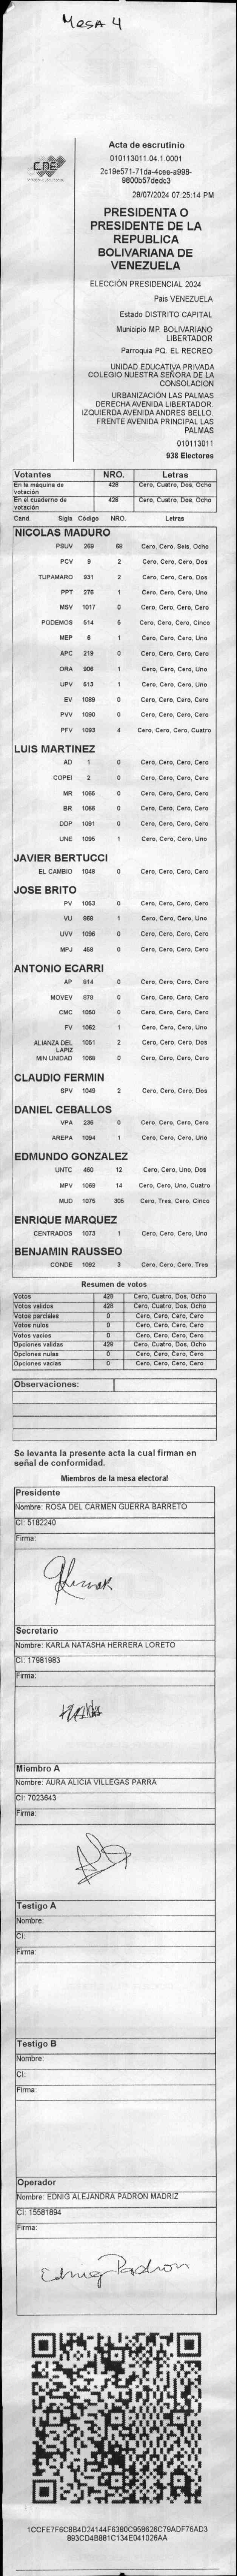 Mesa 4
CNE
Acta de escrutinio
010113011.04.1.0001
2c19e571-71da-4cee-a998-
9800b57dedc3
28/07/2024 07:25:14 PM
PRESIDENTA O
PRESIDENTE DE LA
REPUBLICA
BOLIVARIANA DE
VENEZUELA
ELECCIÓN PRESIDENCIAL 2024
País VENEZUELA
Estado DISTRITO CAPITAL
Municipio MP. BOLIVARIANO
LIBERTADOR
Parroquia PQ. EL RECREO
UNIDAD EDUCATIVA PRIVADA
COLEGIO NUESTRA SEÑORA DE LA
CONSOLACION
URBANIZACIÓN LAS PALMAS
DERECHA AVENIDA LIBERTADOR.
IZQUIERDA AVENIDA ANDRES BELLO.
FRENTE AVENIDA PRINCIPAL LAS
PALMAS
010113011
938 Electores
Votantes NRO. Letras
En la máquina de votación 428 Cero, Cuatro, Dos, Ocho
En el cuaderno de votación 428 Cero, Cuatro, Dos, Ocho
Cand. Sigla Código NRO. Letras
NICOLAS MADURO
PSUV 269 68 Cero, Cero, Seis, Ocho
PCV 9 2 Cero, Cero, Cero, Dos
TUPAMARO 931 2 Cero, Cero, Cero, Dos
PPT 276 1 Cero, Cero, Cero, Uno
MSV 1017 0 Cero, Cero, Cero, Cero
PODEMOS 514 5 Cero, Cero, Cero, Cinco
MEP 6 1 Cero, Cero, Cero, Uno
APC 219 0 Cero, Cero, Cero, Cero
ORA 906 1 Cero, Cero, Cero, Uno
UPV 513 1 Cero, Cero, Cero, Uno
EV 1089 0 Cero, Cero, Cero, Cero
PVV 1090 0 Cero, Cero, Cero, Cero
PFV 1093 4 Cero, Cero, Cero, Cuatro
LUIS MARTINEZ
AD 1 0 Cero, Cero, Cero, Cero
COPEI 2 0 Cero, Cero, Cero, Cero
MR 1065 0 Cero, Cero, Cero, Cero
BR 1066 0 Cero, Cero, Cero, Cero
DDP 1091 0 Cero, Cero, Cero, Cero
UNE 1095 1 Cero, Cero, Cero, Uno
JAVIER BERTUCCI
EL CAMBIO 1048 0 Cero, Cero, Cero, Cero
JOSE BRITO
PV 1053 0 Cero, Cero, Cero, Cero
VU 868 1 Cero, Cero, Cero, Uno
UVV 1096 0 Cero, Cero, Cero, Cero
MPJ 458 0 Cero, Cero, Cero, Cero
ANTONIO ECARRI
AP 814 0 Cero, Cero, Cero, Cero
MOVEV 878 0 Cero, Cero, Cero, Cero
CMC 1050 0 Cero, Cero, Cero, Cero
FV 1062 1 Cero, Cero, Cero, Uno
ALIANZA DEL LAPIZ 1051 2 Cero, Cero, Cero, Dos
MIN UNIDAD 1068 0 Cero, Cero, Cero, Cero
CLAUDIO FERMIN
SPV 1049 2 Cero, Cero, Cero, Dos
DANIEL CEBALLOS
VPA 236 0 Cero, Cero, Cero, Cero
AREPA 1094 1 Cero, Cero, Cero, Uno
EDMUNDO GONZALEZ
UNTC 460 12 Cero, Cero, Uno, Dos
MPV 1069 14 Cero, Cero, Uno, Cuatro
MUD 1075 305 Cero, Tres, Cero, Cinco
ENRIQUE MARQUEZ
CENTRADOS 1073 1 Cero, Cero, Cero, Uno
BENJAMIN RAUSSEO
CONDE 1092 3 Cero, Cero, Cero, Tres
Resumen de votos
Votos 428 Cero, Cuatro, Dos, Ocho
Votos validos 428 Cero, Cuatro, Dos, Ocho
Votos parciales 0 Cero, Cero, Cero, Cero
Votos nulos 0 Cero, Cero, Cero, Cero
Votos vacios 0 Cero, Cero, Cero, Cero
Opciones validas 428 Cero, Cuatro, Dos, Ocho
Opciones nulas 0 Cero, Cero, Cero, Cero
Opciones vacias 0 Cero, Cero, Cero, Cero
Observaciones:
Se levanta la presente acta la cual firman en
señal de conformidad.
Miembros de la mesa electoral
Presidente
Nombre: ROSA DEL CARMEN GUERRA BARRETO
CI: 5182240
Firma:
Secretario
Nombre: KARLA NATASHA HERRERA LORETO
CI: 17981983
Firma:
Miembro A
Nombre: AURA ALICIA VILLEGAS PARRA
CI: 7023643
Firma:
Testigo A
Nombre:
CI:
Firma:
Testigo B
Nombre:
CI:
Firma:
Operador
Nombre: EDNIG ALEJANDRA PADRON MADRIZ
CI: 15581894
Firma:
Ednig Padron
1CCFE7F6C8B4D24144F6380C958626C79ADF76AD3
893CD4B881C134E041026AA